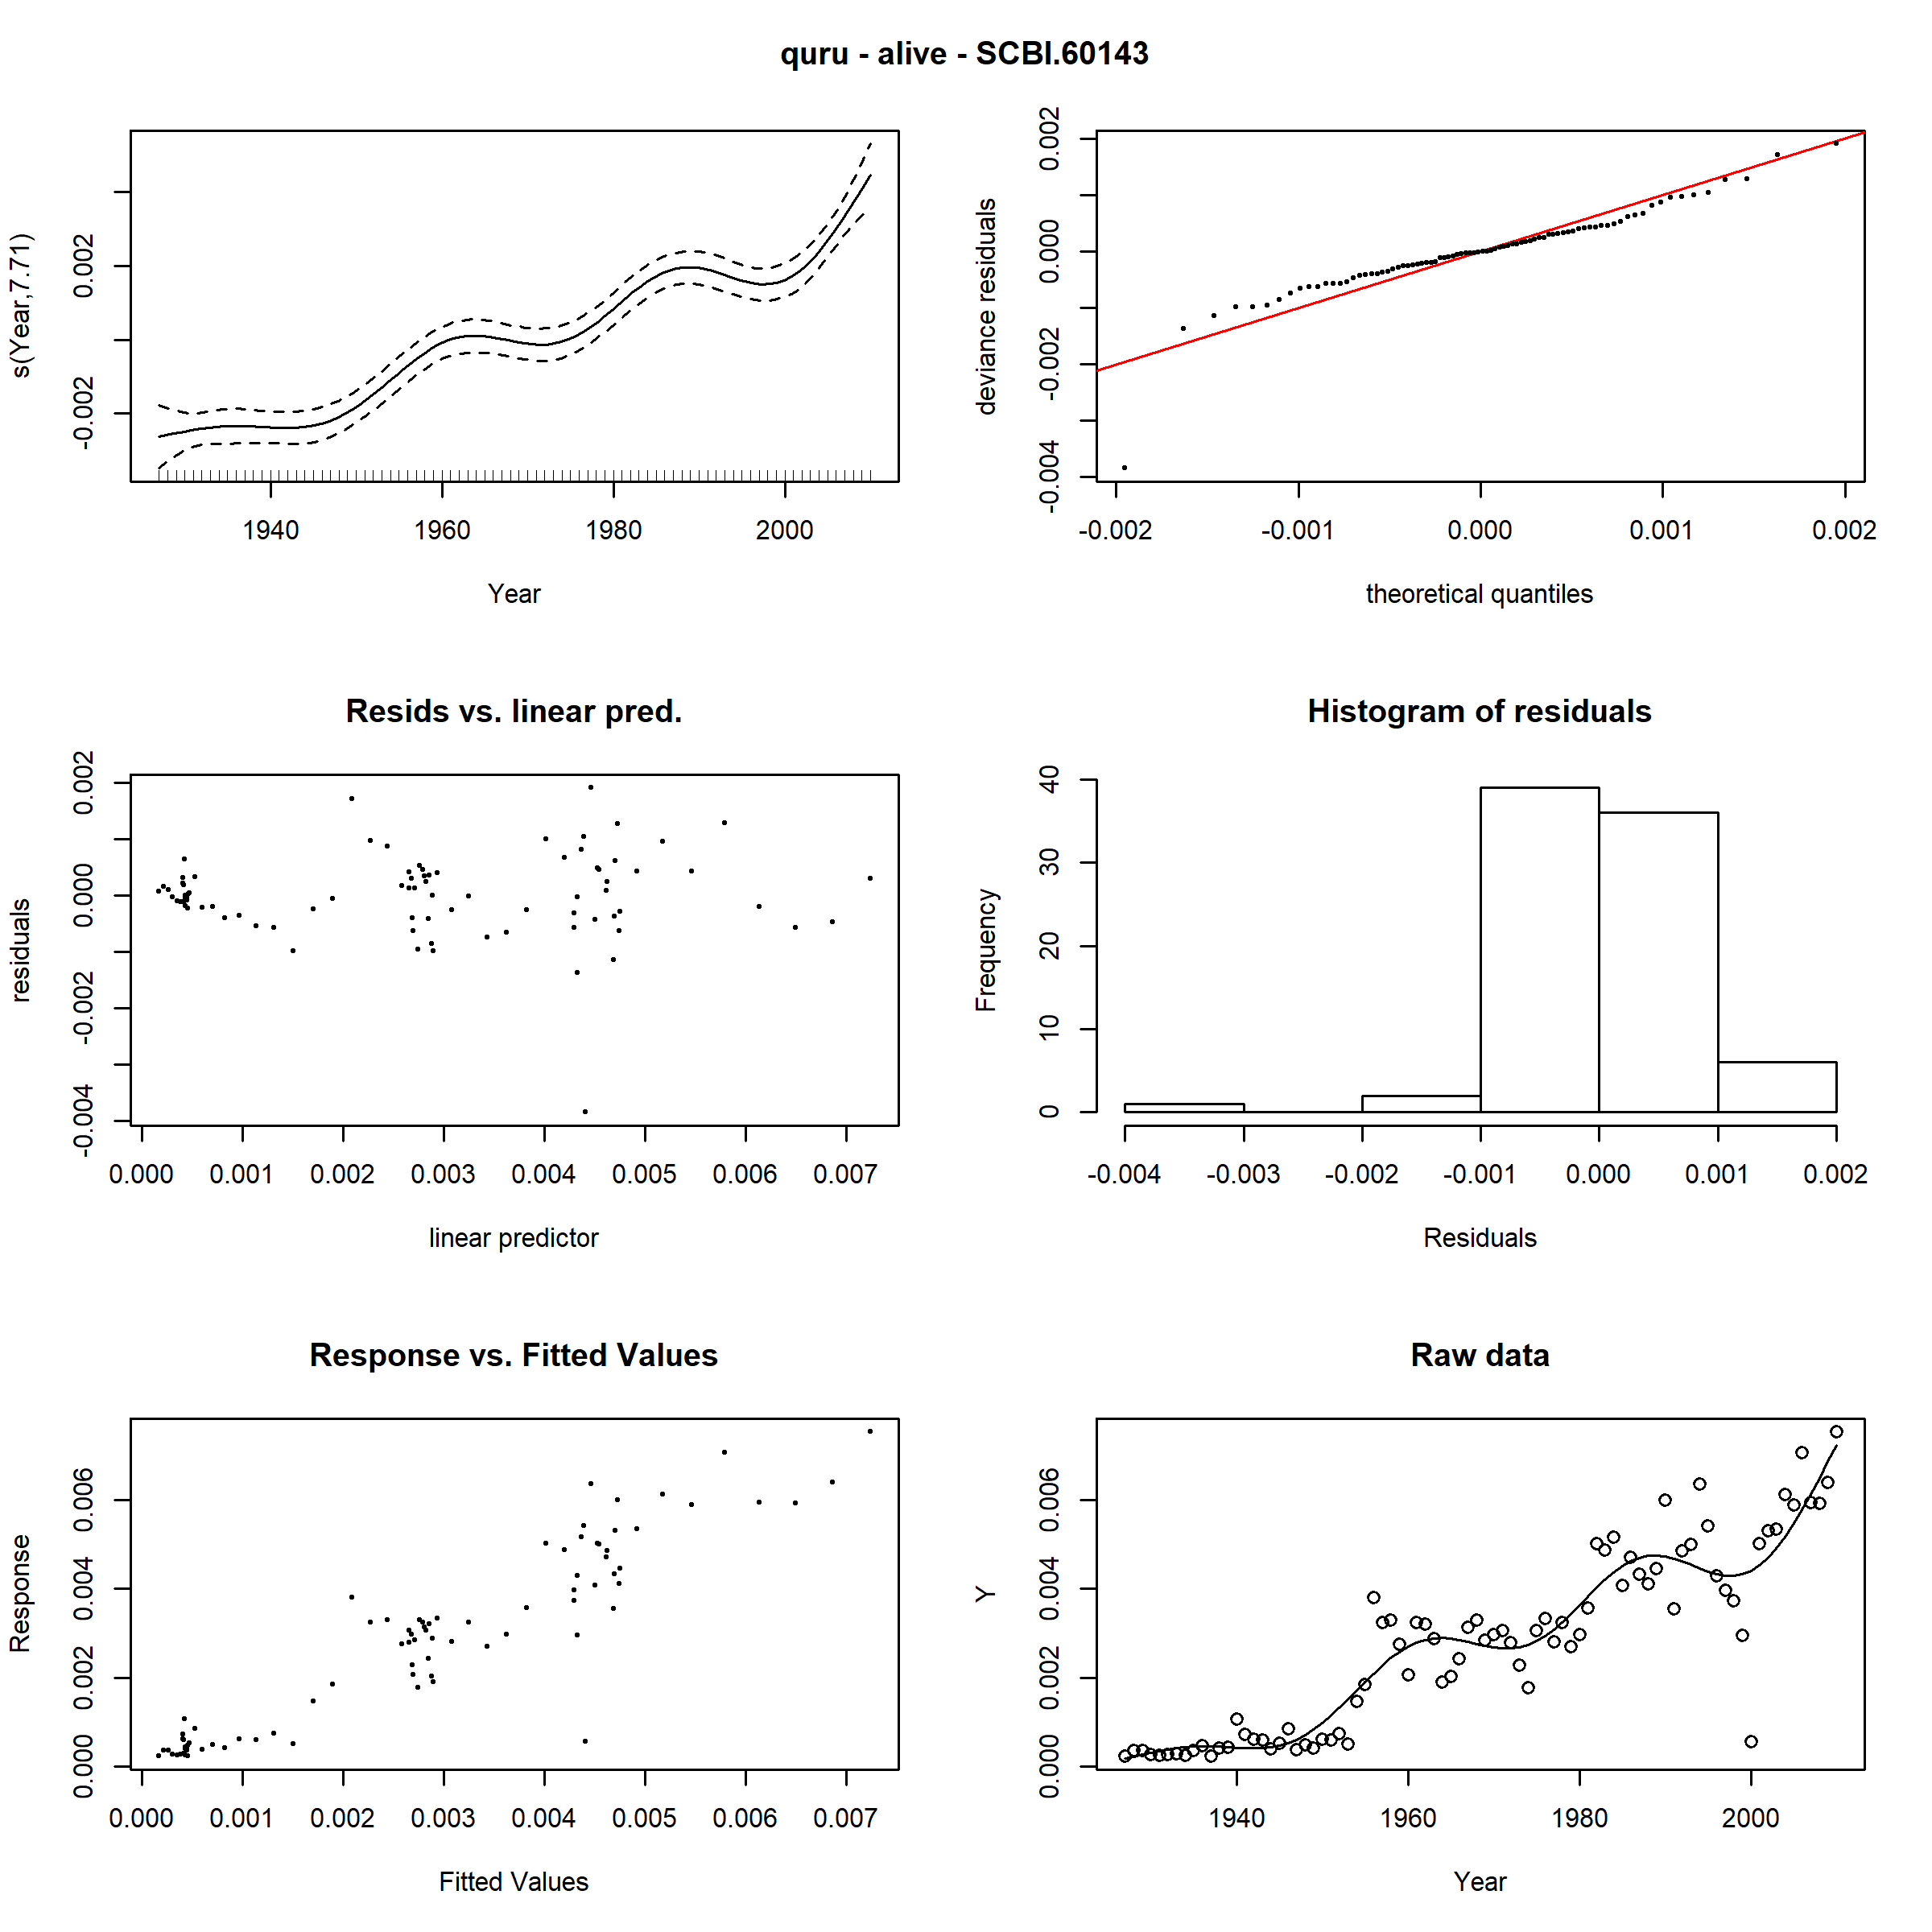 quru - alive - SCBI.60143
s(Year,7.71)
-0.002 0.002
1940 1960 1980 2000
Year
deviance residuals
-0.004 -0.002 0.000 0.002
-0.002 -0.001 0.000 0.001 0.002
theoretical quantiles
Resids vs. linear pred.
residuals
-0.004 -0.002 0.000 0.002
0.000 0.001 0.002 0.003 0.004 0.005 0.006 0.007
linear predictor
Histogram of residuals
Frequency
0 10 20 30 40
-0.004 -0.003 -0.002 -0.001 0.000 0.001 0.002
Residuals
Response vs. Fitted Values
Response
0.000 0.002 0.004 0.006
0.000 0.001 0.002 0.003 0.004 0.005 0.006 0.007
Fitted Values
Raw data
Y
0.000 0.002 0.004 0.006
1940 1960 1980 2000
Year